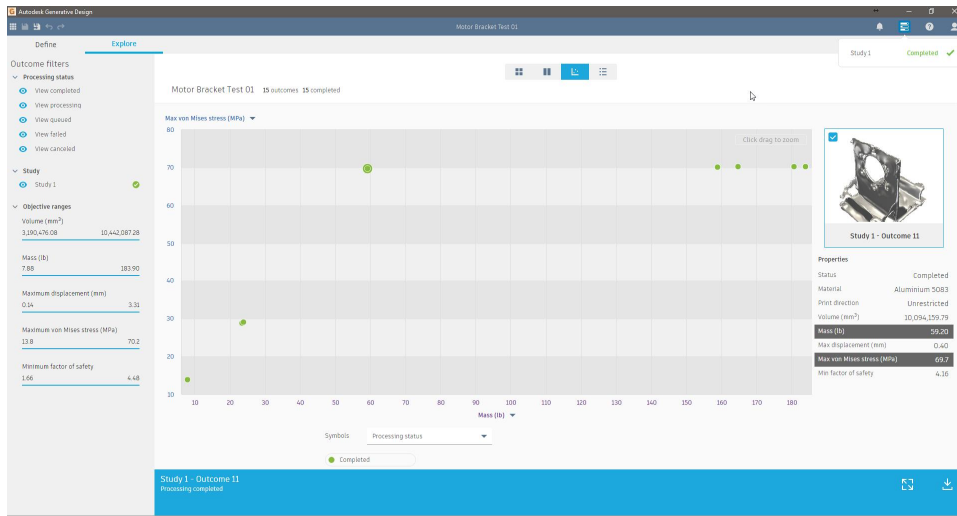 Autodesk Generative Design
Motor Bracket Test 01
Define
Explore
Study 1
Completed
Outcome filters
Processing status
View completed
View processing
View queued
View failed
View canceled
Study
Study 1
Objective ranges
Volume (mm³)
3,190,476.08 10,442,087.28
Mass (lb)
7.88 183.90
Maximum displacement (mm)
0.14 3.31
Maximum von Mises stress (MPa)
13.8 70.2
Minimum factor of safety
1.66 4.48
Motor Bracket Test 01 15 outcomes 15 completed
Max von Mises stress (MPa)
Click drag to zoom
80
70
60
50
40
30
20
10
10 20 30 40 50 60 70 80 90 100 110 120 130 140 150 160 170 180
Mass (lb)
Symbols Processing status
Completed
Study 1 - Outcome 11
Properties
Status Completed
Material Aluminium 5083
Print direction Unrestricted
Volume (mm³) 10,094,159.79
Mass (lb) 59.20
Max displacement (mm) 0.40
Max von Mises stress (MPa) 69.7
Min factor of safety 4.16
Study 1 - Outcome 11
Processing completed